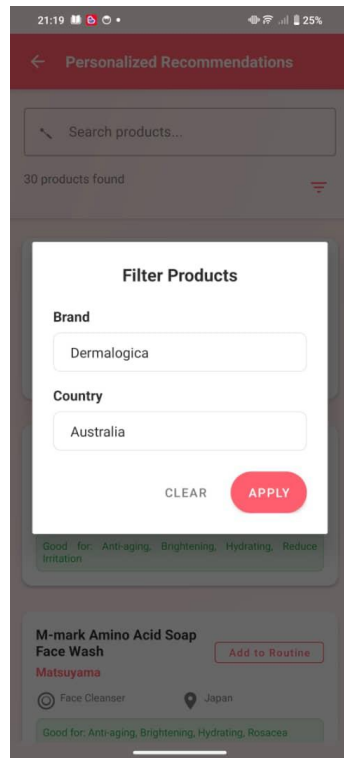 21:19
25%
Personalized Recommendations
Search products...
30 products found
Filter Products
Brand
Dermalogica
Country
Australia
CLEAR
APPLY
Good for: Anti-aging, Brightening, Hydrating, Reduce
Irritation
M-mark Amino Acid Soap
Face Wash
Add to Routine
Matsuyama
Face Cleanser
Japan
Good for: Anti-aging, Brightening, Hydrating, Rosacea